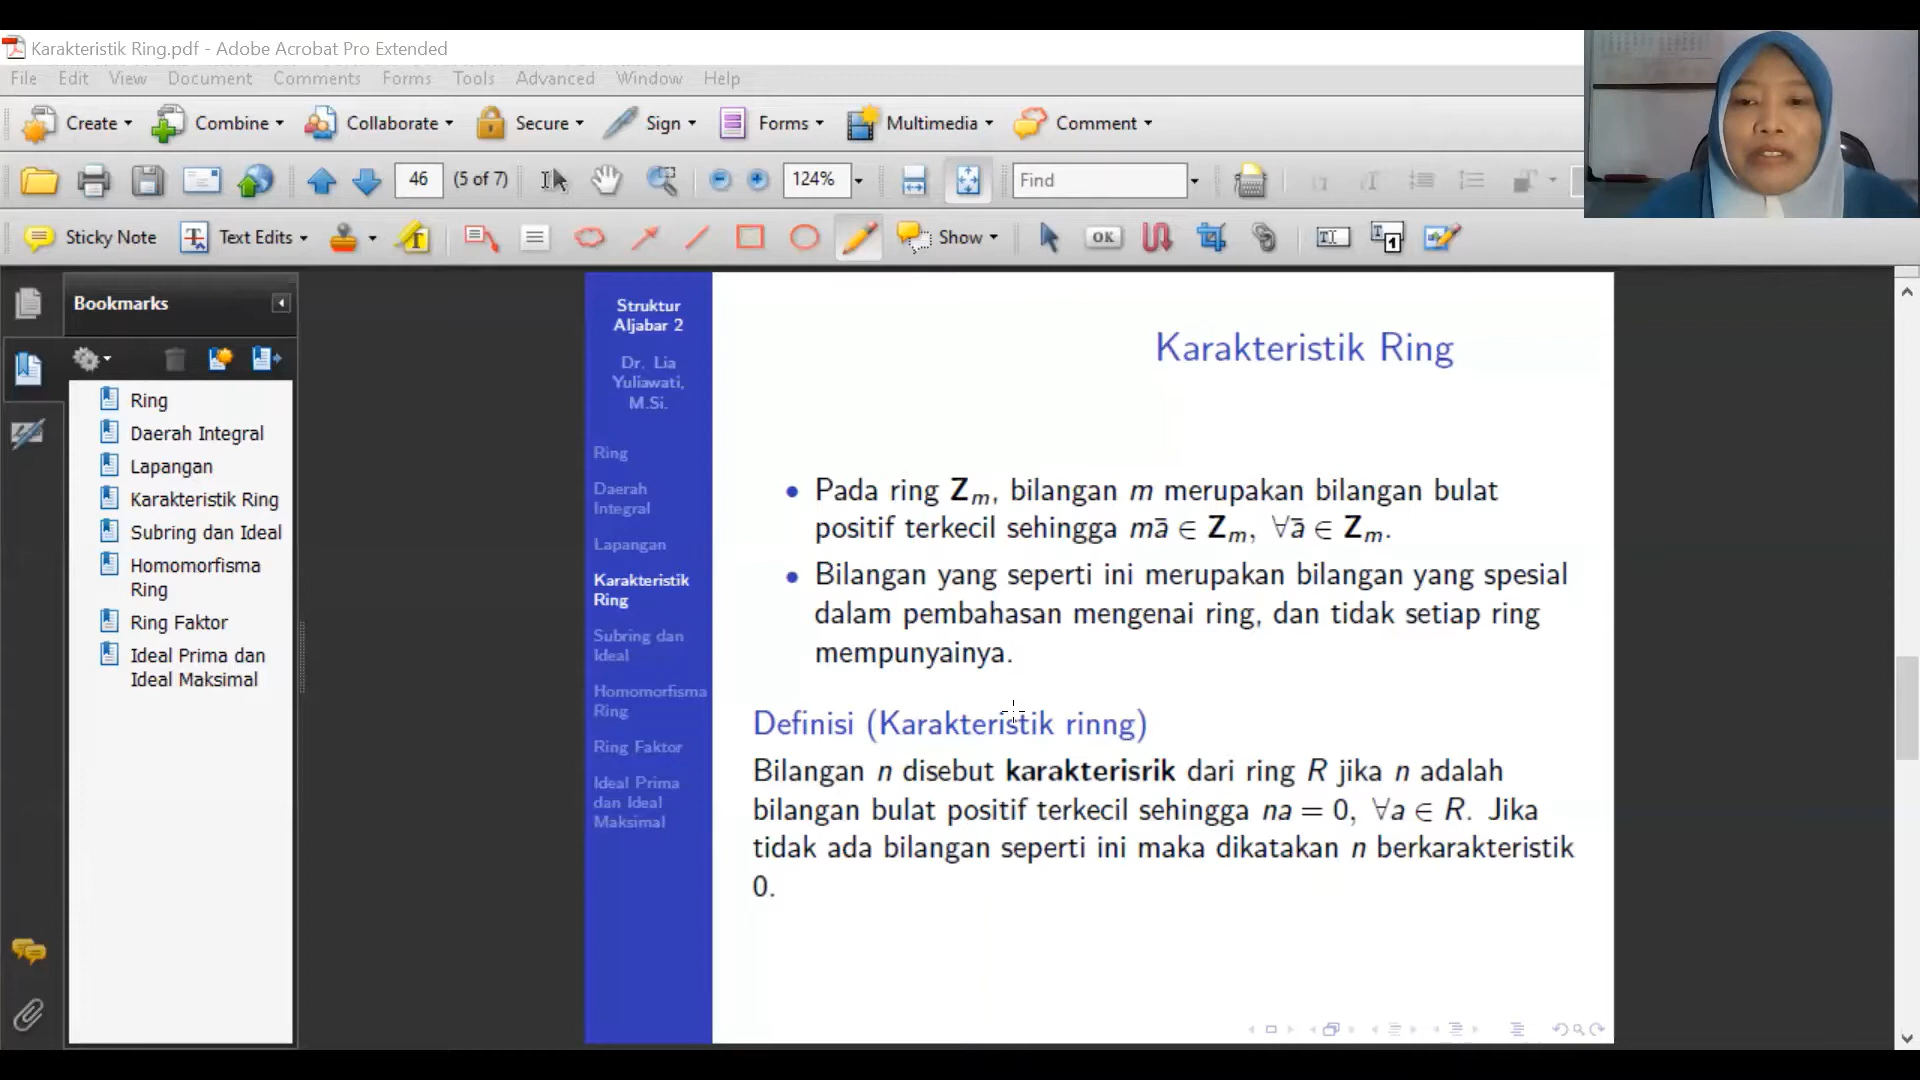 Karakteristik Ring.pdf - Adobe Acrobat Pro Extended
File Edit View Document Comments Forms Tools Advanced Window Help
Create Combine Collaborate Secure Sign Forms Multimedia Comment
46 (5 of 7) 124% Find
Sticky Note Text Edits Show OK
Bookmarks
Ring
Daerah Integral
Lapangan
Karakteristik Ring
Subring dan Ideal
Homomorfisma
Ring
Ring Faktor
Ideal Prima dan
Ideal Maksimal
Struktur
Aljabar 2
Dr. Lia
Yuliawati,
M.Si.
Ring
Daerah
Integral
Lapangan
Karakteristik
Ring
Subring dan
Ideal
Homomorfisma
Ring
Ring Faktor
Ideal Prima
dan Ideal
Maksimal
Karakteristik Ring
• Pada ring Zₘ, bilangan m merupakan bilangan bulat
positif terkecil sehingga mā ∈ Zₘ, ∀ā ∈ Zₘ.
• Bilangan yang seperti ini merupakan bilangan yang spesial
dalam pembahasan mengenai ring, dan tidak setiap ring
mempunyainya.
Definisi (Karakteristik rinng)
Bilangan n disebut karakterisrik dari ring R jika n adalah
bilangan bulat positif terkecil sehingga na = 0, ∀a ∈ R. Jika
tidak ada bilangan seperti ini maka dikatakan n berkarakteristik
0.